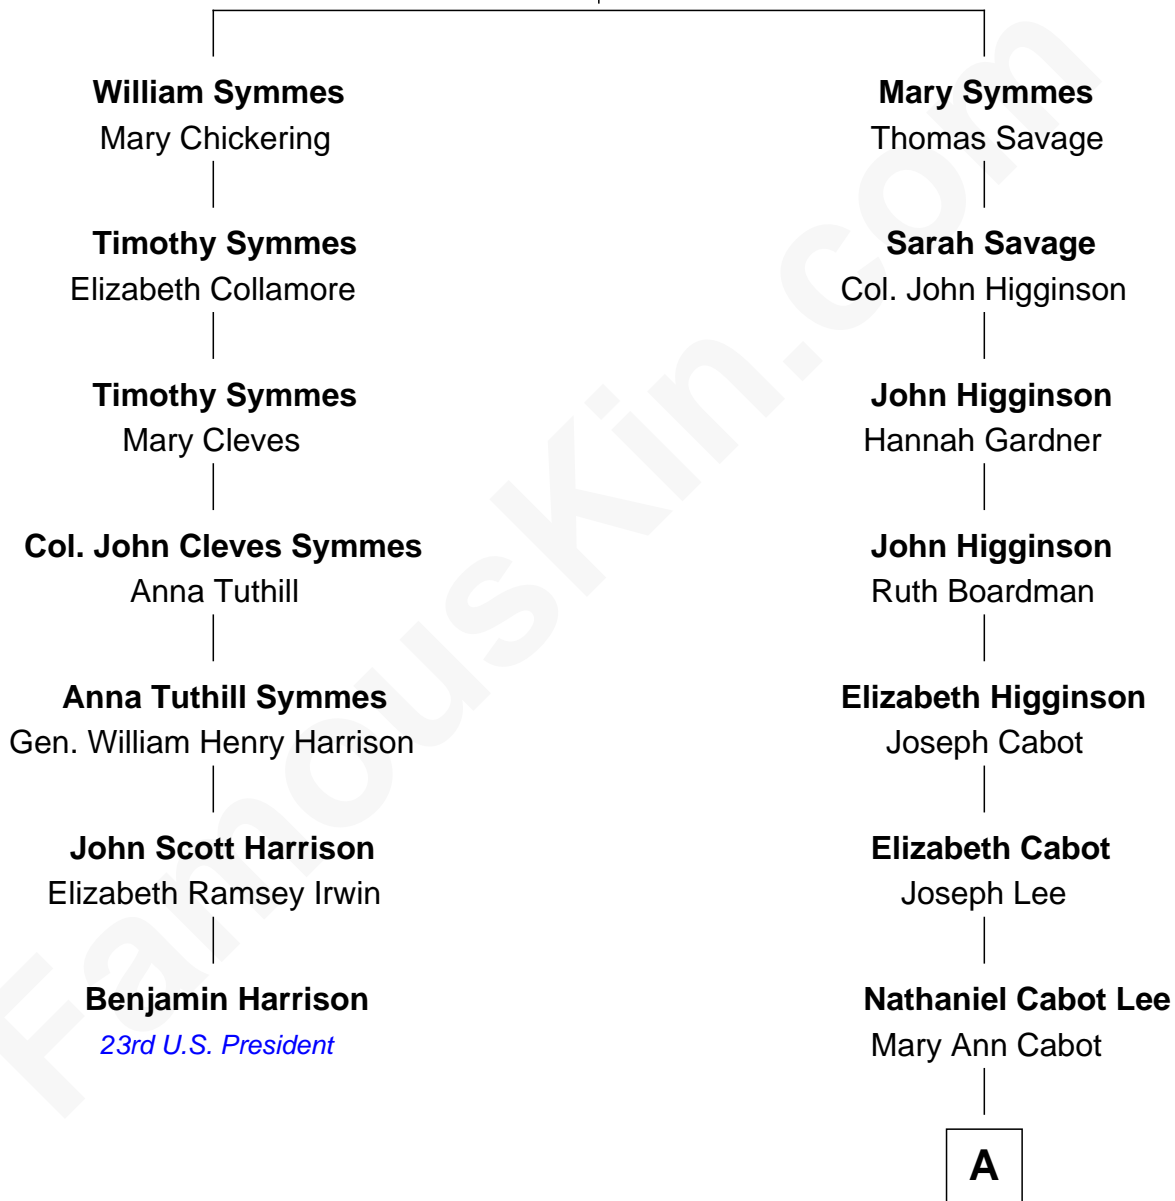 William Symmes
Mary Chickering
Timothy Symmes
Elizabeth Collamore
Timothy Symmes
Mary Cleves
Col. John Cleves Symmes
Anna Tuthill
Anna Tuthill Symmes
Gen. William Henry Harrison
John Scott Harrison
Elizabeth Ramsey Irwin
Benjamin Harrison
23rd U.S. President
Mary Symmes
Thomas Savage
Sarah Savage
Col. John Higginson
John Higginson
Hannah Gardner
John Higginson
Ruth Boardman
Elizabeth Higginson
Joseph Cabot
Elizabeth Cabot
Joseph Lee
Nathaniel Cabot Lee
Mary Ann Cabot
A
FamousKin.com